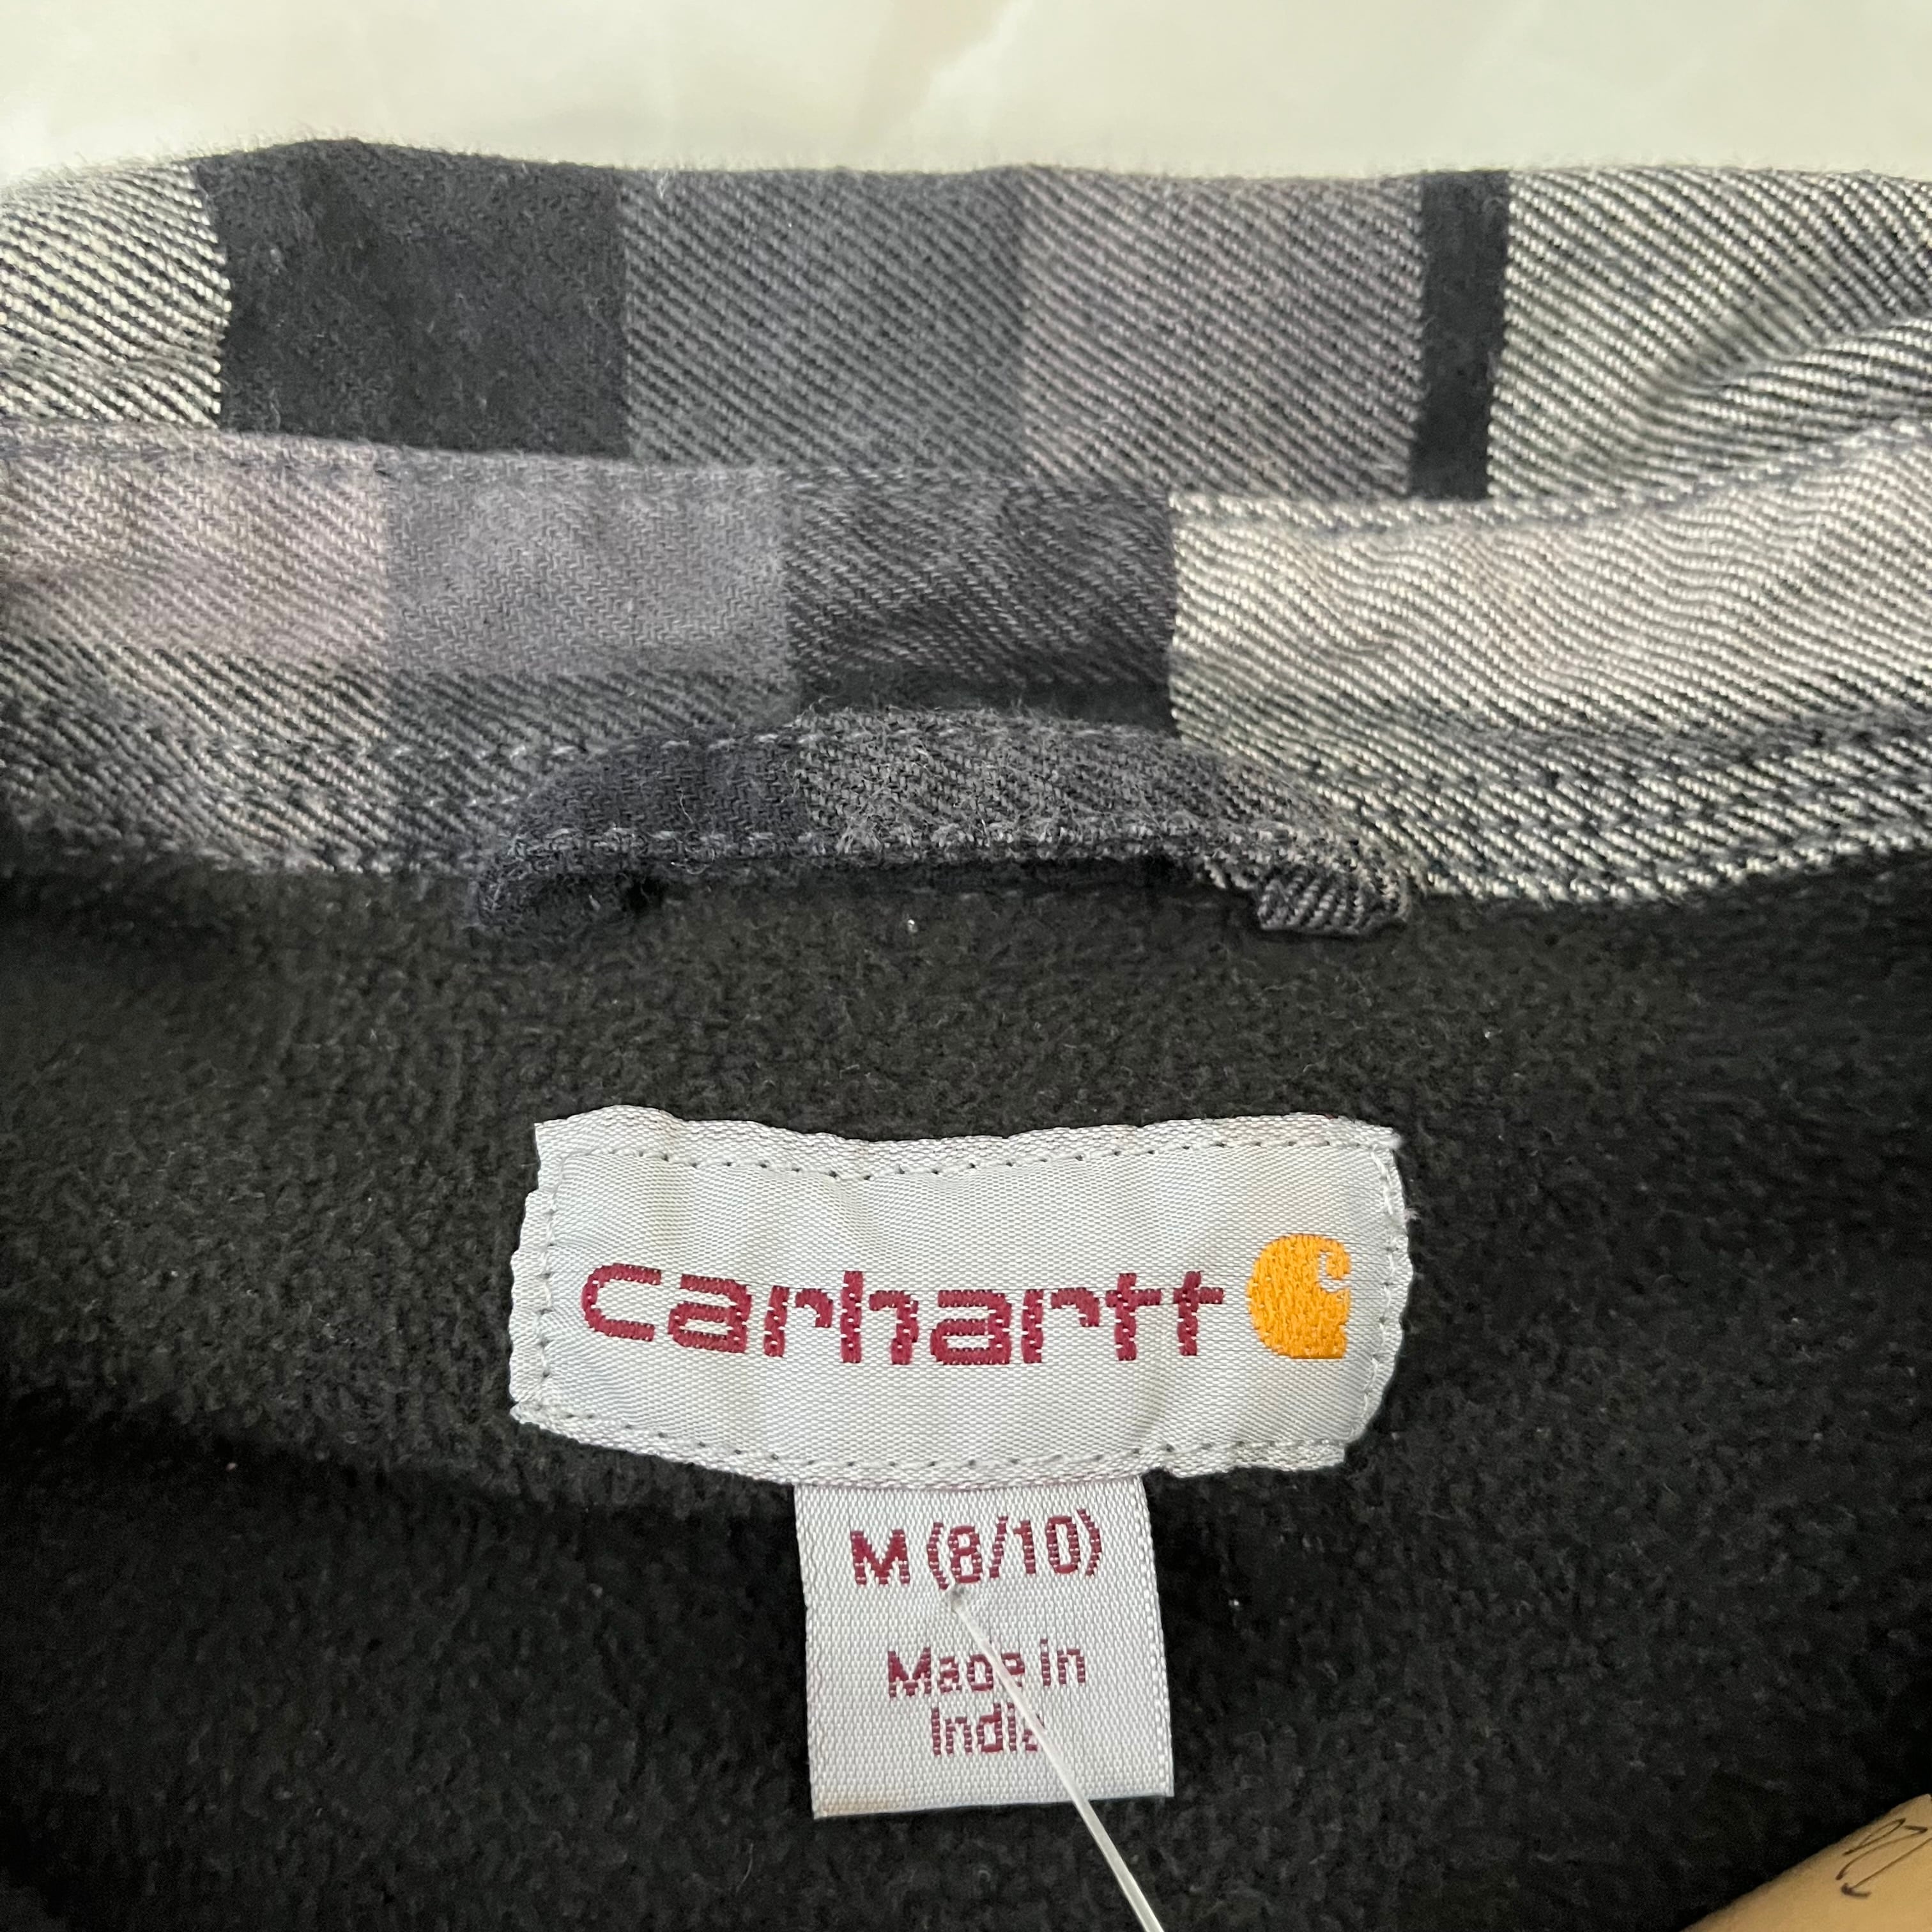 carhartt
M (8/10)
Made in
India